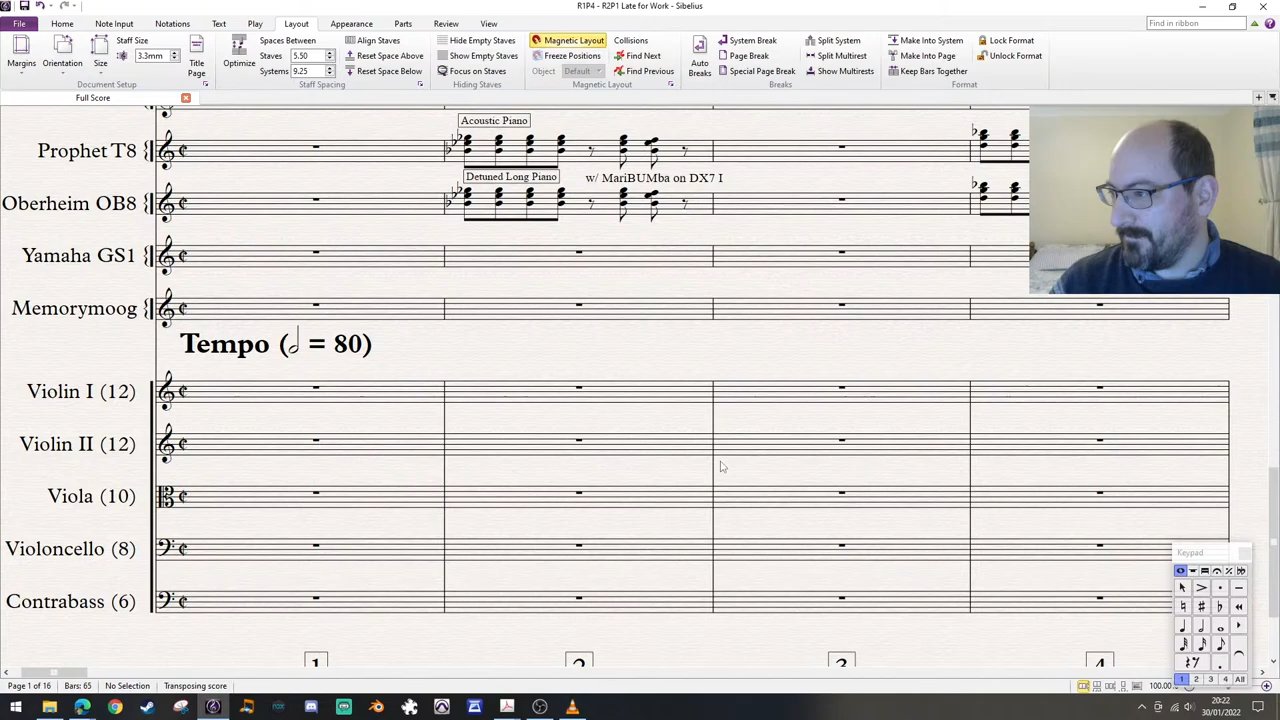 R1P4 - R2P1 Late for Work - Sibelius
File Home Note Input Notations Text Play Layout Appearance Parts Review View Find in ribbon
Margins Orientation Size Staff Size 3.3mm Title Page Document Setup
Optimize Spaces Between Staves 5.50 Systems 9.25 Align Staves Reset Space Above Reset Space Below Staff Spacing
Hide Empty Staves Show Empty Staves Focus on Staves Hiding Staves
Magnetic Layout Freeze Positions Object Default Collisions Find Next Find Previous Magnetic Layout
Auto Breaks System Break Page Break Special Page Break Split System Split Multirest Show Multirests Breaks
Make Into System Make Into Page Keep Bars Together Lock Format Unlock Format Format
Full Score
Acoustic Piano
Prophet T8
Detuned Long Piano w/ MariBUMba on DX7 I
Oberheim OB8
Yamaha GS1
Memorymoog
Tempo (𝅗𝅥 = 80)
Violin I (12)
Violin II (12)
Viola (10)
Violoncello (8)
Keypad
Contrabass (6)
1 2 3 4
1 2 3 4 All
Page 1 of 16 Bars: 65 No Selection Transposing score 100.00
20:22
30/01/2022